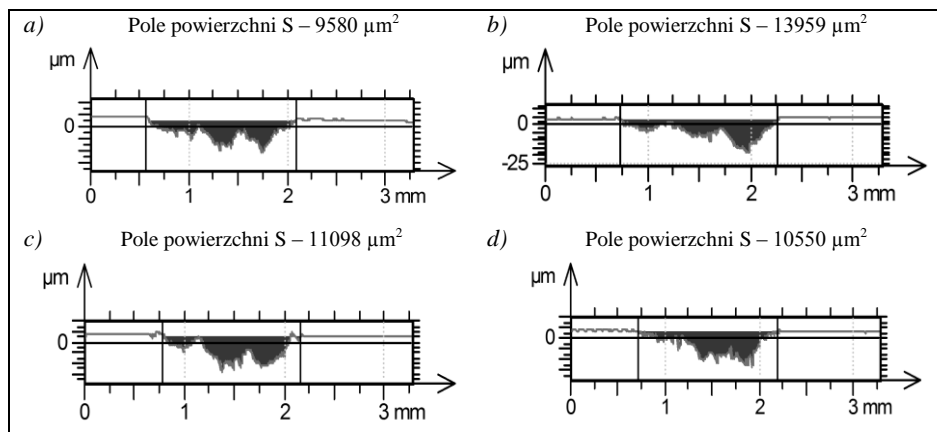 a) Pole powierzchni S – 9580 µm²
b) Pole powierzchni S – 13959 µm²
µm
0
0 1 2 3 mm
µm
0
-25
0 1 2 3 mm
c) Pole powierzchni S – 11098 µm²
d) Pole powierzchni S – 10550 µm²
µm
0
0 1 2 3 mm
µm
0
0 1 2 3 mm